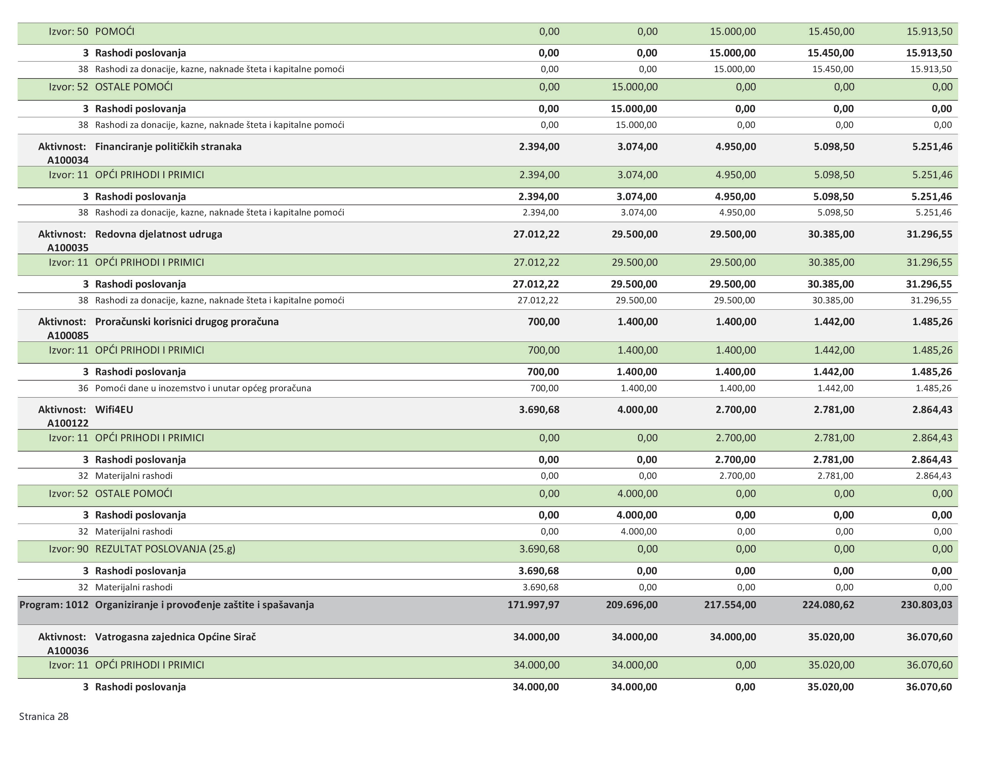 Izvor: 50 POMOĆI 0,00 0,00 15.000,00 15.450,00 15.913,50
3 Rashodi poslovanja 0,00 0,00 15.000,00 15.450,00 15.913,50
38 Rashodi za donacije, kazne, naknade šteta i kapitalne pomoći 0,00 0,00 15.000,00 15.450,00 15.913,50
Izvor: 52 OSTALE POMOĆI 0,00 15.000,00 0,00 0,00 0,00
3 Rashodi poslovanja 0,00 15.000,00 0,00 0,00 0,00
38 Rashodi za donacije, kazne, naknade šteta i kapitalne pomoći 0,00 15.000,00 0,00 0,00 0,00
Aktivnost: Financiranje političkih stranaka 2.394,00 3.074,00 4.950,00 5.098,50 5.251,46
A100034
Izvor: 11 OPĆI PRIHODI I PRIMICI 2.394,00 3.074,00 4.950,00 5.098,50 5.251,46
3 Rashodi poslovanja 2.394,00 3.074,00 4.950,00 5.098,50 5.251,46
38 Rashodi za donacije, kazne, naknade šteta i kapitalne pomoći 2.394,00 3.074,00 4.950,00 5.098,50 5.251,46
Aktivnost: Redovna djelatnost udruga 27.012,22 29.500,00 29.500,00 30.385,00 31.296,55
A100035
Izvor: 11 OPĆI PRIHODI I PRIMICI 27.012,22 29.500,00 29.500,00 30.385,00 31.296,55
3 Rashodi poslovanja 27.012,22 29.500,00 29.500,00 30.385,00 31.296,55
38 Rashodi za donacije, kazne, naknade šteta i kapitalne pomoći 27.012,22 29.500,00 29.500,00 30.385,00 31.296,55
Aktivnost: Proračunski korisnici drugog proračuna 700,00 1.400,00 1.400,00 1.442,00 1.485,26
A100085
Izvor: 11 OPĆI PRIHODI I PRIMICI 700,00 1.400,00 1.400,00 1.442,00 1.485,26
3 Rashodi poslovanja 700,00 1.400,00 1.400,00 1.442,00 1.485,26
36 Pomoći dane u inozemstvo i unutar općeg proračuna 700,00 1.400,00 1.400,00 1.442,00 1.485,26
Aktivnost: Wifi4EU 3.690,68 4.000,00 2.700,00 2.781,00 2.864,43
A100122
Izvor: 11 OPĆI PRIHODI I PRIMICI 0,00 0,00 2.700,00 2.781,00 2.864,43
3 Rashodi poslovanja 0,00 0,00 2.700,00 2.781,00 2.864,43
32 Materijalni rashodi 0,00 0,00 2.700,00 2.781,00 2.864,43
Izvor: 52 OSTALE POMOĆI 0,00 4.000,00 0,00 0,00 0,00
3 Rashodi poslovanja 0,00 4.000,00 0,00 0,00 0,00
32 Materijalni rashodi 0,00 4.000,00 0,00 0,00 0,00
Izvor: 90 REZULTAT POSLOVANJA (25.g) 3.690,68 0,00 0,00 0,00 0,00
3 Rashodi poslovanja 3.690,68 0,00 0,00 0,00 0,00
32 Materijalni rashodi 3.690,68 0,00 0,00 0,00 0,00
Program: 1012 Organiziranje i provođenje zaštite i spašavanja 171.997,97 209.696,00 217.554,00 224.080,62 230.803,03
Aktivnost: Vatrogasna zajednica Općine Sirač 34.000,00 34.000,00 34.000,00 35.020,00 36.070,60
A100036
Izvor: 11 OPĆI PRIHODI I PRIMICI 34.000,00 34.000,00 0,00 35.020,00 36.070,60
3 Rashodi poslovanja 34.000,00 34.000,00 0,00 35.020,00 36.070,60
Stranica 28